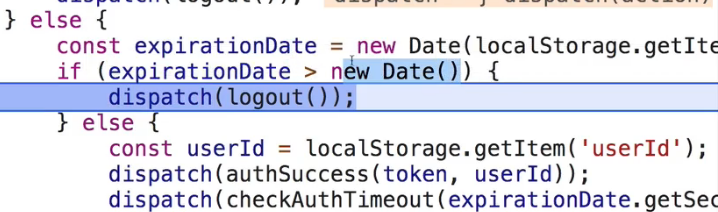 } else {
const expirationDate = new Date(localStorage.getIte
if (expirationDate > new Date()) {
dispatch(logout());
} else {
const userId = localStorage.getItem('userId');
dispatch(authSuccess(token, userId));
dispatch(checkAuthTimeout(expirationDate.getSec